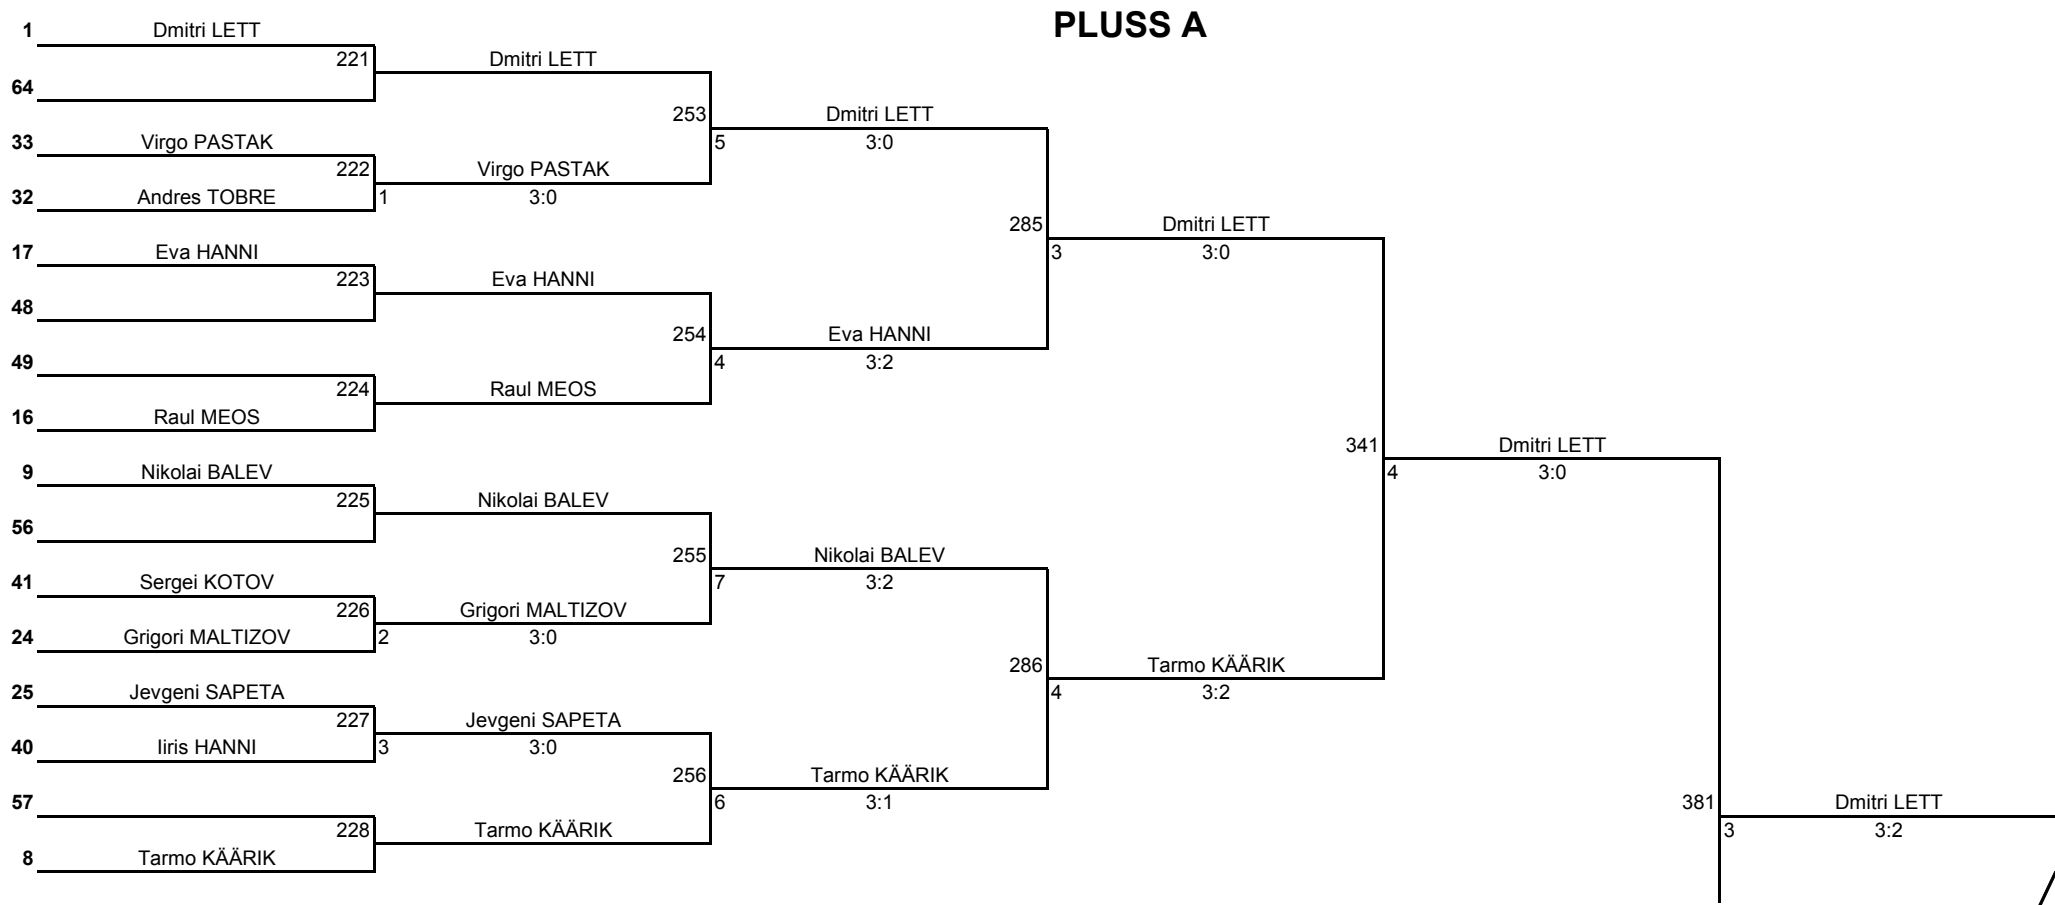 PLUSS A
1 Dmitri LETT
221 Dmitri LETT
64
253 Dmitri LETT
33 Virgo PASTAK
5 3:0
222 Virgo PASTAK
32 Andres TOBRE
1 3:0
285 Dmitri LETT
17 Eva HANNI
3 3:0
223 Eva HANNI
48
254 Eva HANNI
49
4 3:2
224 Raul MEOS
16 Raul MEOS
341 Dmitri LETT
9 Nikolai BALEV
4 3:0
225 Nikolai BALEV
56
255 Nikolai BALEV
41 Sergei KOTOV
7 3:2
226 Grigori MALTIZOV
24 Grigori MALTIZOV
2 3:0
286 Tarmo KÄÄRIK
25 Jevgeni SAPETA
4 3:2
227 Jevgeni SAPETA
40 Iiris HANNI
3 3:0
256 Tarmo KÄÄRIK
57
6 3:1
381 Dmitri LETT
228 Tarmo KÄÄRIK
3 3:2
8 Tarmo KÄÄRIK